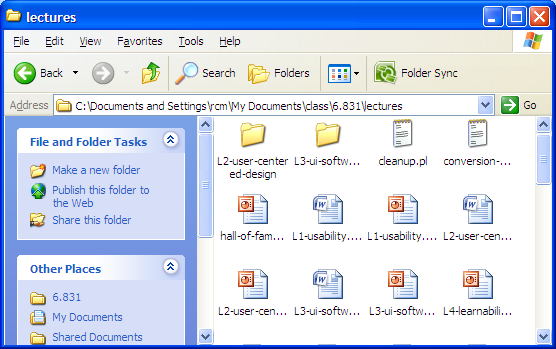 lectures
File Edit View Favorites Tools Help
Back Search Folders Folder Sync
Address C:\Documents and Settings\rcm\My Documents\class\6.831\lectures Go
File and Folder Tasks
Make a new folder
Publish this folder to
the Web
Share this folder
Other Places
6.831
My Documents
Shared Documents
L2-user-center
ed-design
L3-ui-softw...
cleanup.pl
conversion-...
hall-of-fam...
L1-usability....
L1-usability....
L2-user-cen...
L2-user-cen...
L3-ui-softw...
L3-ui-softw...
L4-learnabili...